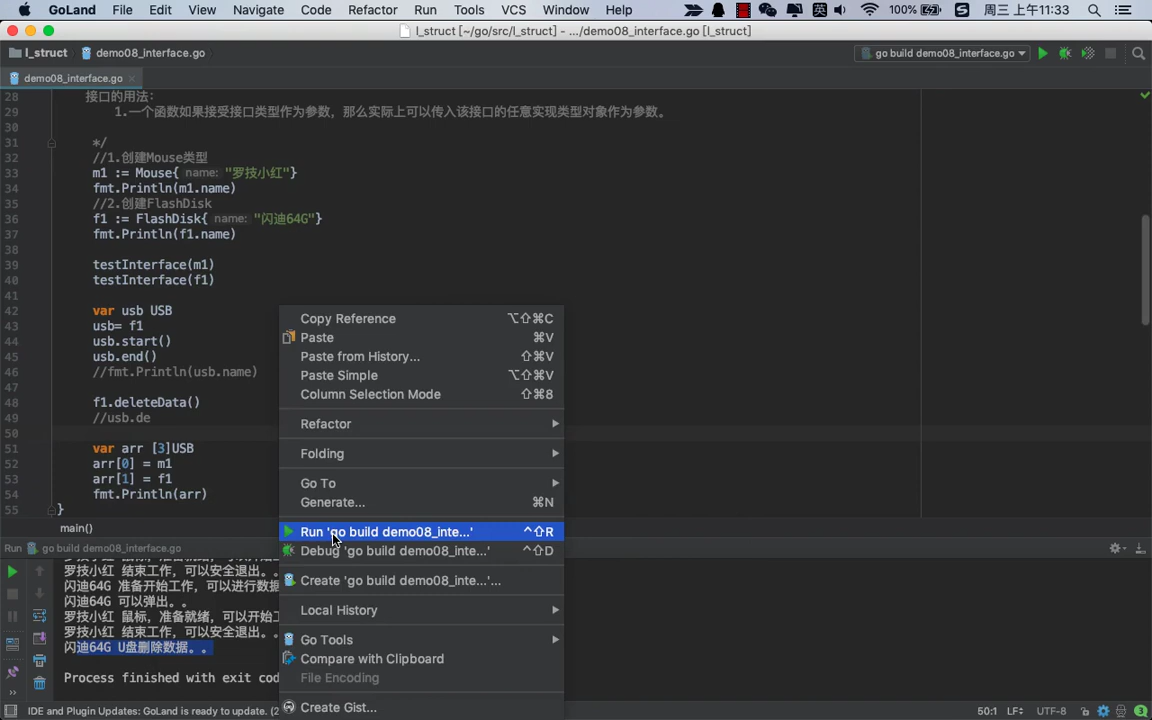 GoLand File Edit View Navigate Code Refactor Run Tools VCS Window Help 英 100% 周三 上午11:33
l_struct [~/go/src/l_struct] - .../demo08_interface.go [l_struct]
l_struct demo08_interface.go go build demo08_interface.go
demo08_interface.go
28 接口的用法:
29 1.一个函数如果接受接口类型作为参数，那么实际上可以传入该接口的任意实现类型对象作为参数。
30
31 */
32 //1.创建Mouse类型
33 m1 := Mouse{ name: "罗技小红"}
34 fmt.Println(m1.name)
35 //2.创建FlashDisk
36 f1 := FlashDisk{ name: "闪迪64G"}
37 fmt.Println(f1.name)
38
39 testInterface(m1)
40 testInterface(f1)
41
42 var usb USB
43 usb= f1
44 usb.start()
45 usb.end()
46 //fmt.Println(usb.name)
47
48 f1.deleteData()
49 //usb.de
50
51 var arr [3]USB
52 arr[0] = m1
53 arr[1] = f1
54 fmt.Println(arr)
55 }
main()
Copy Reference ⌥⇧⌘C
Paste ⌘V
Paste from History... ⇧⌘V
Paste Simple ⌥⇧⌘V
Column Selection Mode ⇧⌘8
Refactor
Folding
Go To
Generate... ⌘N
Run 'go build demo08_inte...' ^⇧R
Debug 'go build demo08_inte...' ^⇧D
Create 'go build demo08_inte...'...
Local History
Go Tools
Compare with Clipboard
File Encoding
Create Gist...
Run go build demo08_interface.go
罗技小红 结束工作，可以安全退出。。
闪迪64G 准备开始工作，可以进行数据
闪迪64G 可以弹出。。
罗技小红 鼠标，准备就绪，可以开始工
罗技小红 结束工作，可以安全退出。。
闪迪64G U盘删除数据。。
Process finished with exit cod
IDE and Plugin Updates: GoLand is ready to update. (2 50:1 LF UTF-8 3